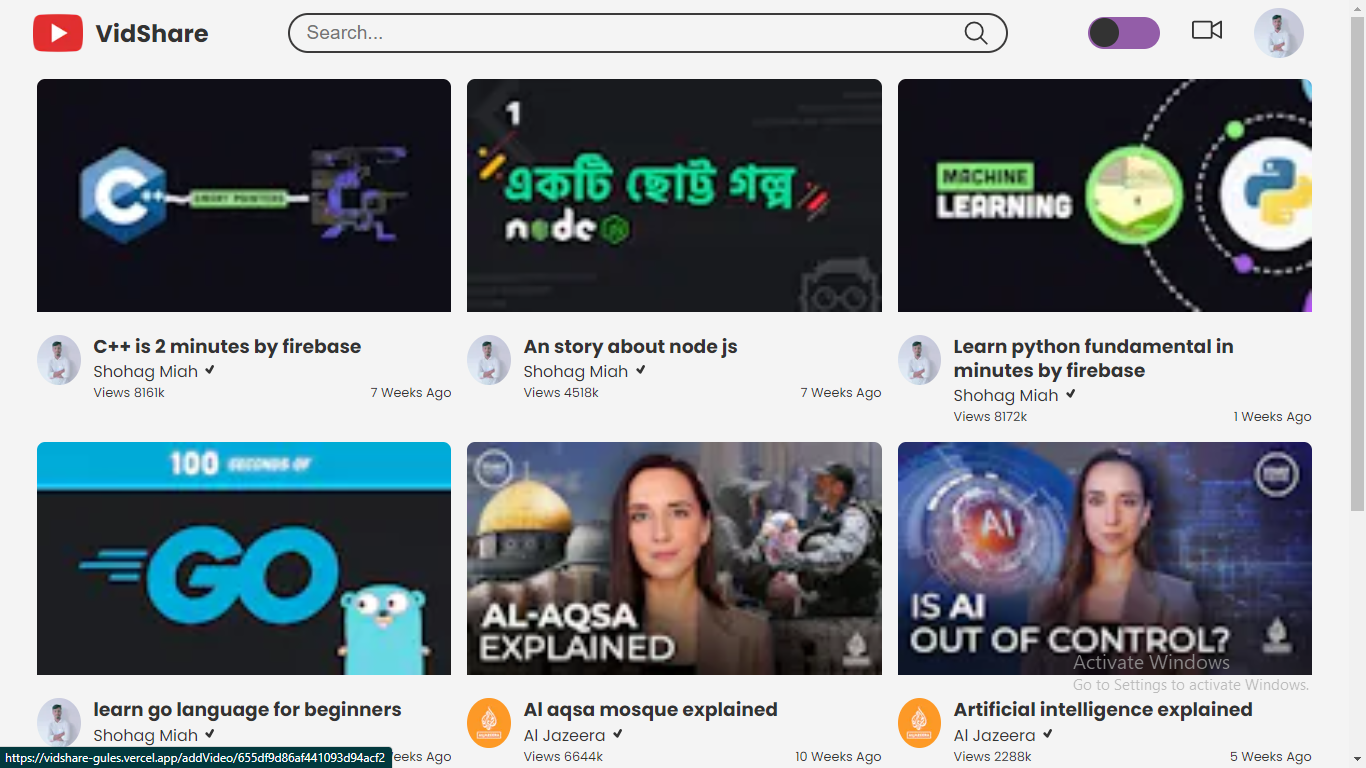 VidShare
Search...
C++
SMART POINTERS
1
একটি ছোট্ট গল্প
node
JS
MACHINE
LEARNING
C++ is 2 minutes by firebase
Shohag Miah
Views 8161k 7 Weeks Ago
An story about node js
Shohag Miah
Views 4518k 7 Weeks Ago
Learn python fundamental in
minutes by firebase
Shohag Miah
Views 8172k 1 Weeks Ago
100 SECONDS OF
GO
AL-AQSA
EXPLAINED
AI
IS AI
OUT OF CONTROL?
Activate Windows
Go to Settings to activate Windows.
learn go language for beginners
Shohag Miah
eeks Ago
Al aqsa mosque explained
Al Jazeera
Views 6644k 10 Weeks Ago
Artificial intelligence explained
Al Jazeera
Views 2288k 5 Weeks Ago
https://vidshare-gules.vercel.app/addVideo/655df9d86af441093d94acf2